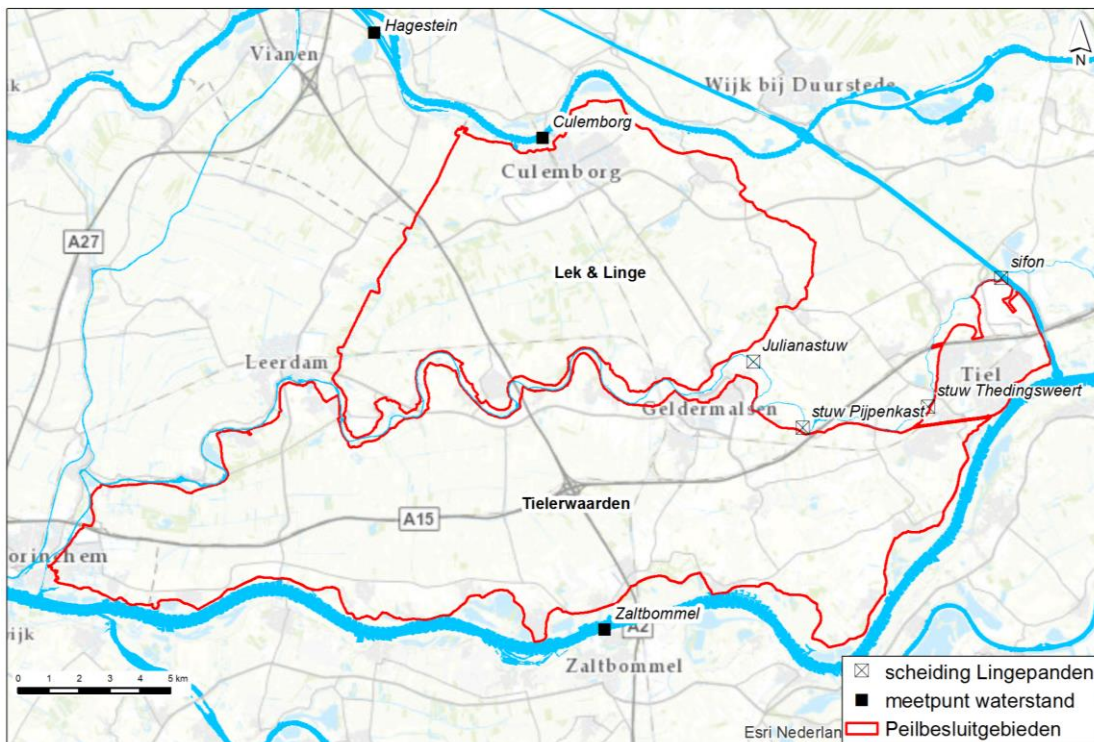 Hagestein
Vianen
N
Wijk bij Duurstede
Culemborg
Culemborg
A27
Lek & Linge
sifon
Julianastuw
Leerdam
Tiel
stuw Thedingsweert
Geldermalsen
stuw Pijpenkast
Tielerwaarden
A15
orinchem
Zaltbommel
A2
wijk
Zaltbommel
0 1 2 3 4 5 km
scheiding Lingepanden
meetpunt waterstand
Peilbesluitgebieden
Esri Nederlan